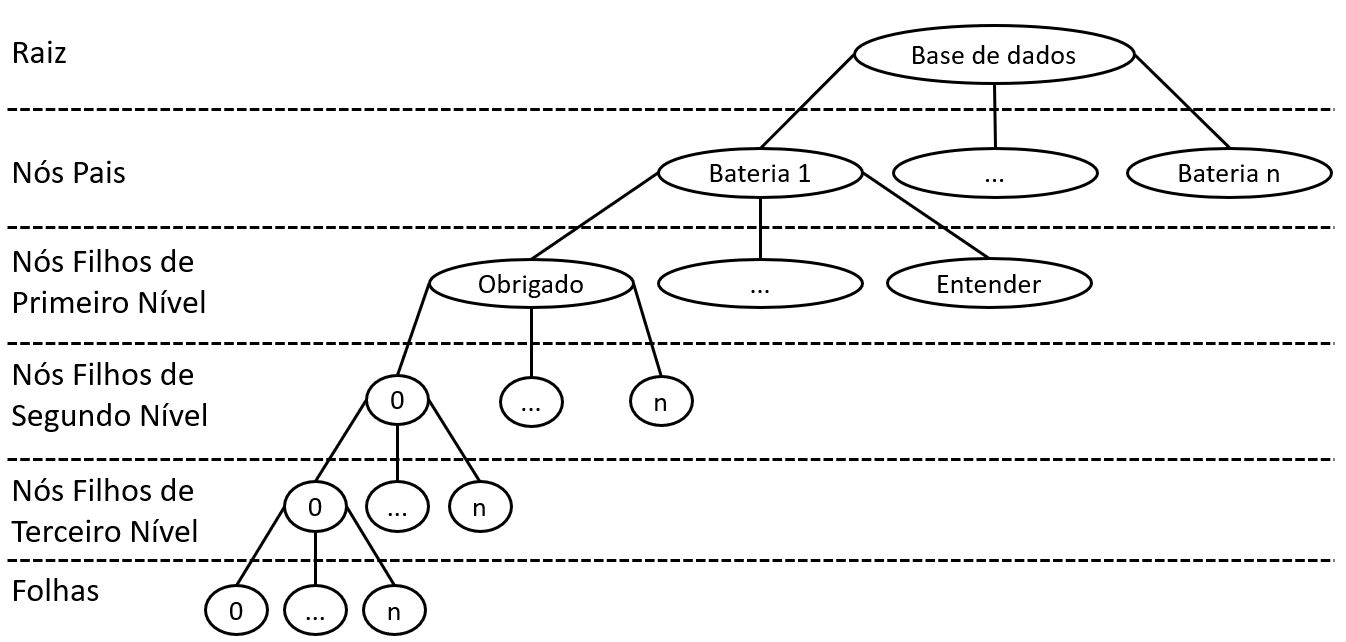 Raiz
Base de dados
Nós Pais
Bateria 1
...
Bateria n
Nós Filhos de
Primeiro Nível
Obrigado
...
Entender
Nós Filhos de
Segundo Nível
0
...
n
Nós Filhos de
Terceiro Nível
0
...
n
Folhas
0
...
n